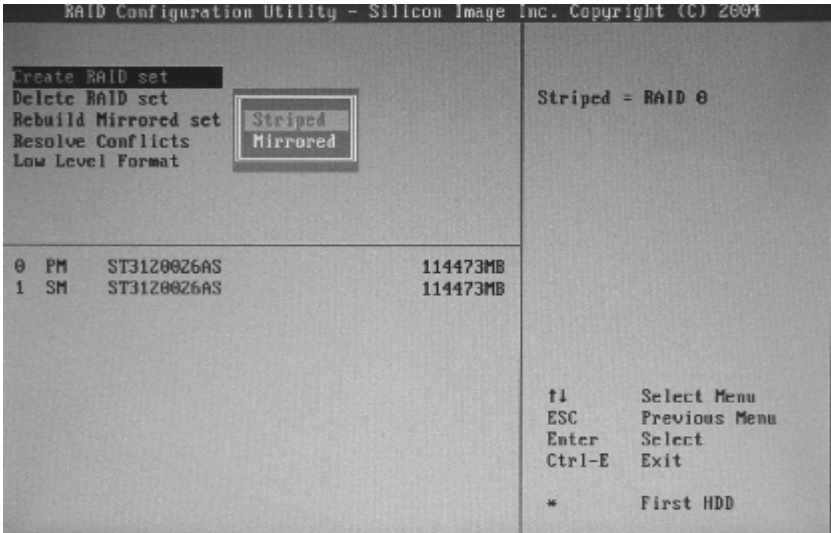 RAID Configuration Utility - Silicon Image Inc. Copyright (C) 2004
Create RAID set
Delete RAID set
Rebuild Mirrored set
Resolve Conflicts
Low Level Format
Striped
Mirrored
Striped = RAID 0
0 PM ST3120026AS 114473MB
1 SM ST3120026AS 114473MB
↑↓ Select Menu
ESC Previous Menu
Enter Select
Ctrl-E Exit
* First HDD